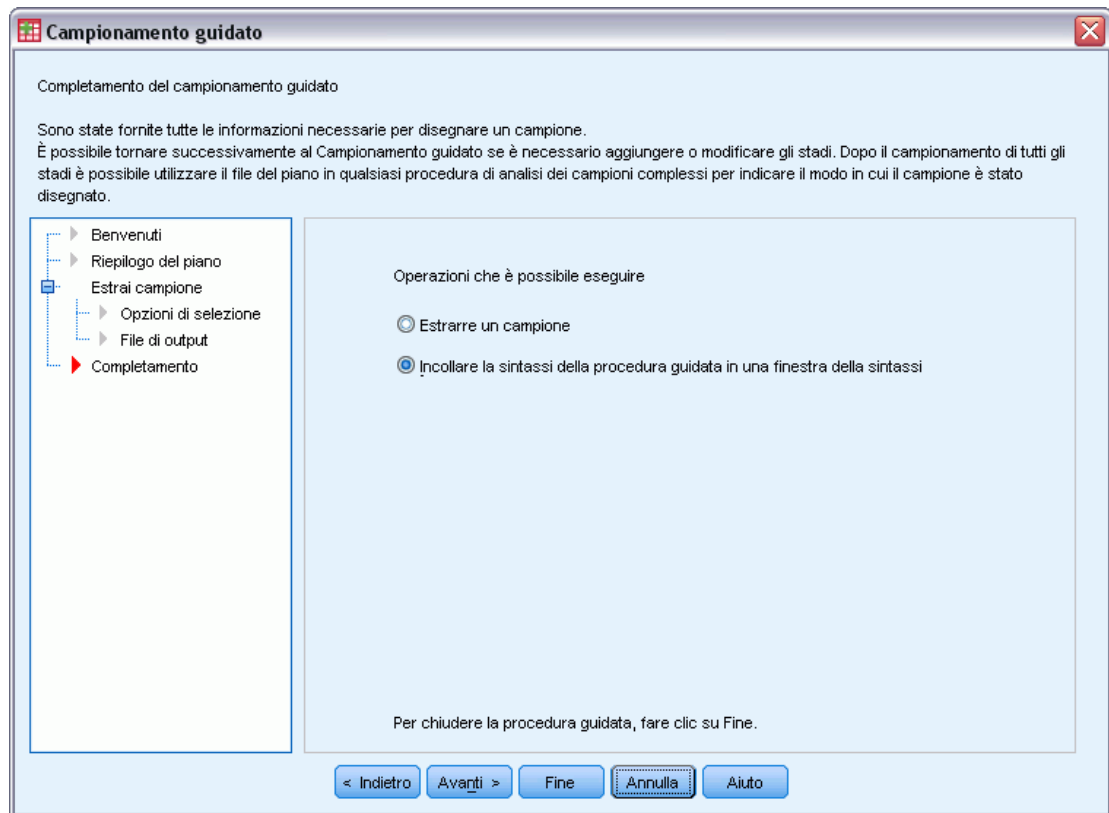 Campionamento guidato
Completamento del campionamento guidato
Sono state fornite tutte le informazioni necessarie per disegnare un campione.
È possibile tornare successivamente al Campionamento guidato se è necessario aggiungere o modificare gli stadi. Dopo il campionamento di tutti gli
stadi è possibile utilizzare il file del piano in qualsiasi procedura di analisi dei campioni complessi per indicare il modo in cui il campione è stato
disegnato.
Benvenuti
Riepilogo del piano
Estrai campione
Opzioni di selezione
File di output
Completamento
Operazioni che è possibile eseguire
Estrarre un campione
Incollare la sintassi della procedura guidata in una finestra della sintassi
Per chiudere la procedura guidata, fare clic su Fine.
< Indietro Avanti > Fine Annulla Aiuto